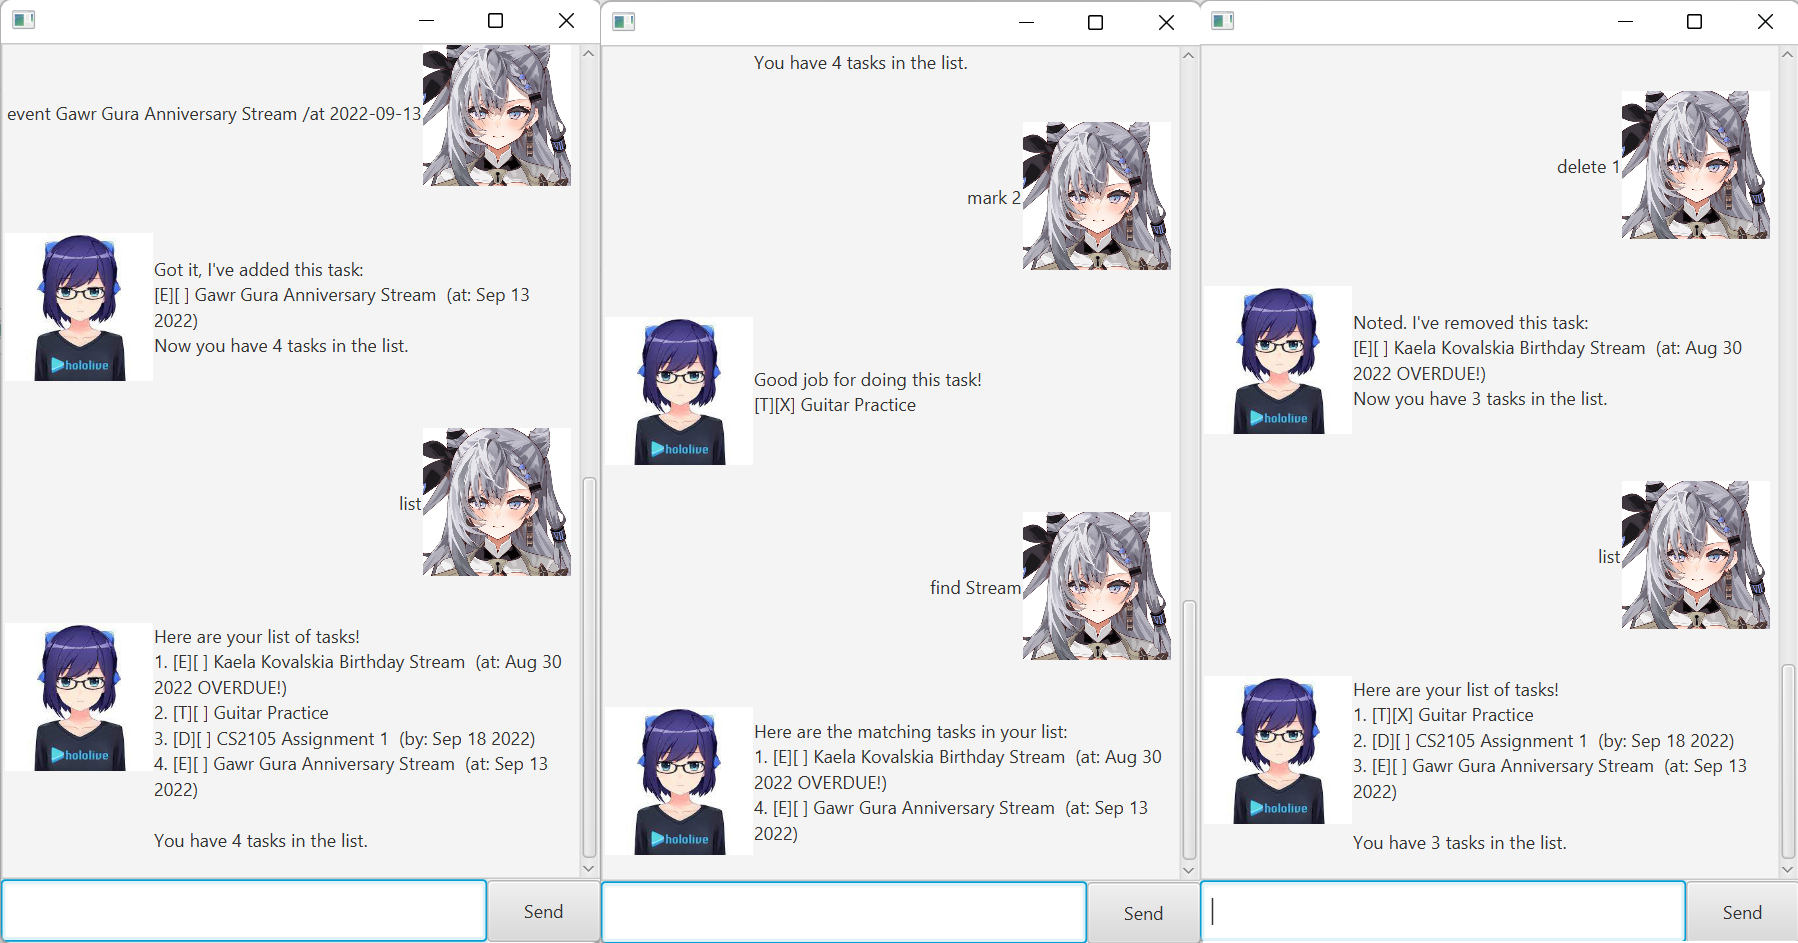 event Gawr Gura Anniversary Stream /at 2022-09-13
Got it, I've added this task:
[E][ ] Gawr Gura Anniversary Stream  (at: Sep 13
2022)
Now you have 4 tasks in the list.
hololive
list
Here are your list of tasks!
1. [E][ ] Kaela Kovalskia Birthday Stream  (at: Aug 30
2022 OVERDUE!)
2. [T][ ] Guitar Practice
3. [D][ ] CS2105 Assignment 1  (by: Sep 18 2022)
4. [E][ ] Gawr Gura Anniversary Stream  (at: Sep 13
2022)
hololive
You have 4 tasks in the list.
Send
You have 4 tasks in the list.
mark 2
Good job for doing this task!
[T][X] Guitar Practice
hololive
find Stream
Here are the matching tasks in your list:
1. [E][ ] Kaela Kovalskia Birthday Stream  (at: Aug 30
2022 OVERDUE!)
4. [E][ ] Gawr Gura Anniversary Stream  (at: Sep 13
2022)
hololive
Send
delete 1
Noted. I've removed this task:
[E][ ] Kaela Kovalskia Birthday Stream  (at: Aug 30
2022 OVERDUE!)
Now you have 3 tasks in the list.
hololive
list
Here are your list of tasks!
1. [T][X] Guitar Practice
2. [D][ ] CS2105 Assignment 1  (by: Sep 18 2022)
3. [E][ ] Gawr Gura Anniversary Stream  (at: Sep 13
2022)
hololive
You have 3 tasks in the list.
Send